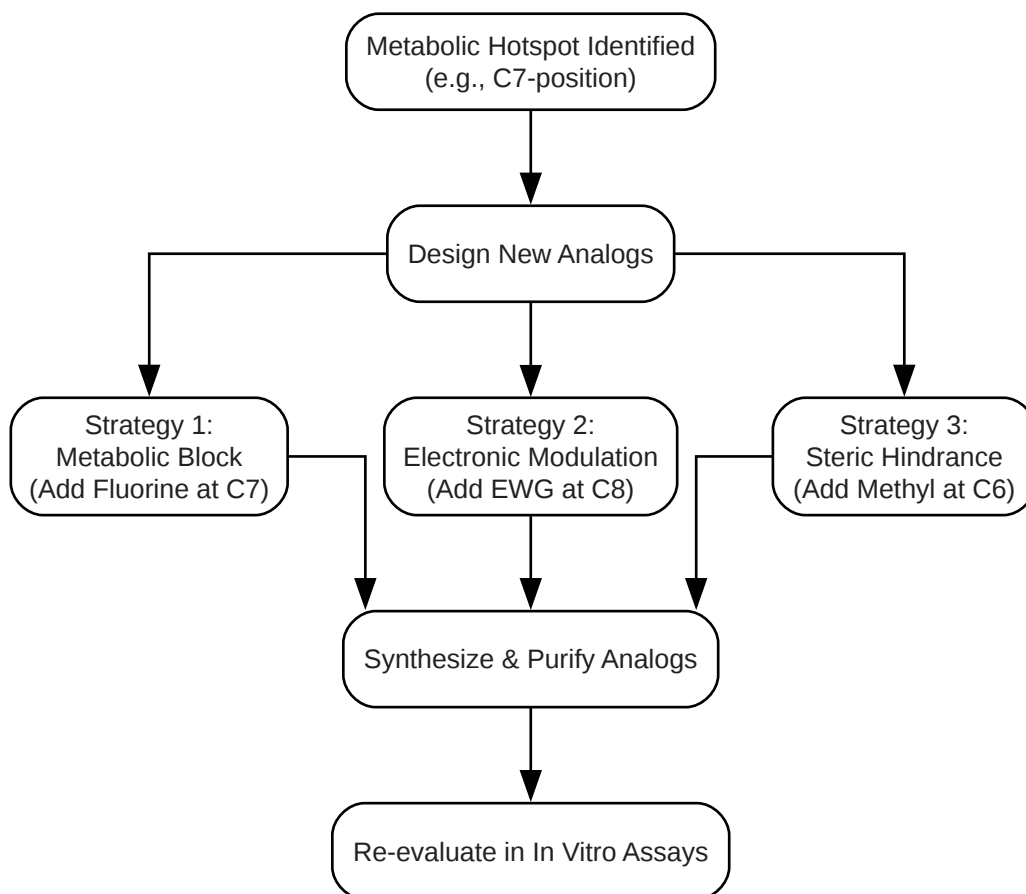 Metabolic Hotspot Identified
(e.g., C7-position)
Design New Analogs
Strategy 1:
Metabolic Block
(Add Fluorine at C7)
Strategy 2:
Electronic Modulation
(Add EWG at C8)
Strategy 3:
Steric Hindrance
(Add Methyl at C6)
Synthesize & Purify Analogs
Re-evaluate in In Vitro Assays